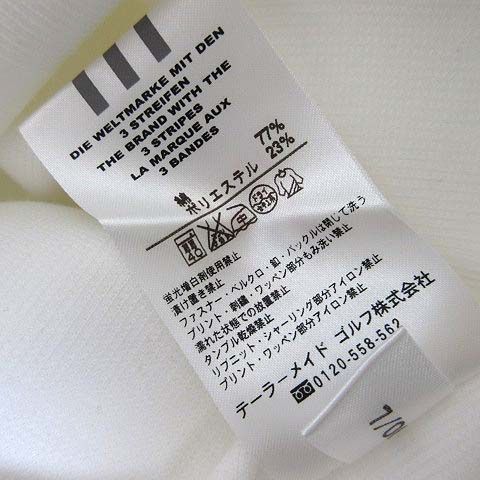 DIE WELTMARKE MIT DEN
3 STREIFEN
THE BRAND WITH THE
3 STRIPES
LA MARQUE AUX
3 BANDES
綿 77%
ポリエステル 23%
蛍光増白剤使用禁止
漬け置き禁止
ファスナー・ベルクロ・釦・バックルは閉じて洗う
プリント・刺繍・ワッペン部分もみ洗い禁止
濡れた状態での放置禁止
タンブル乾燥禁止
リブニット・シャーリング部分アイロン禁止
プリント・ワッペン部分アイロン禁止
テーラーメイド ゴルフ株式会社
0120-558-562